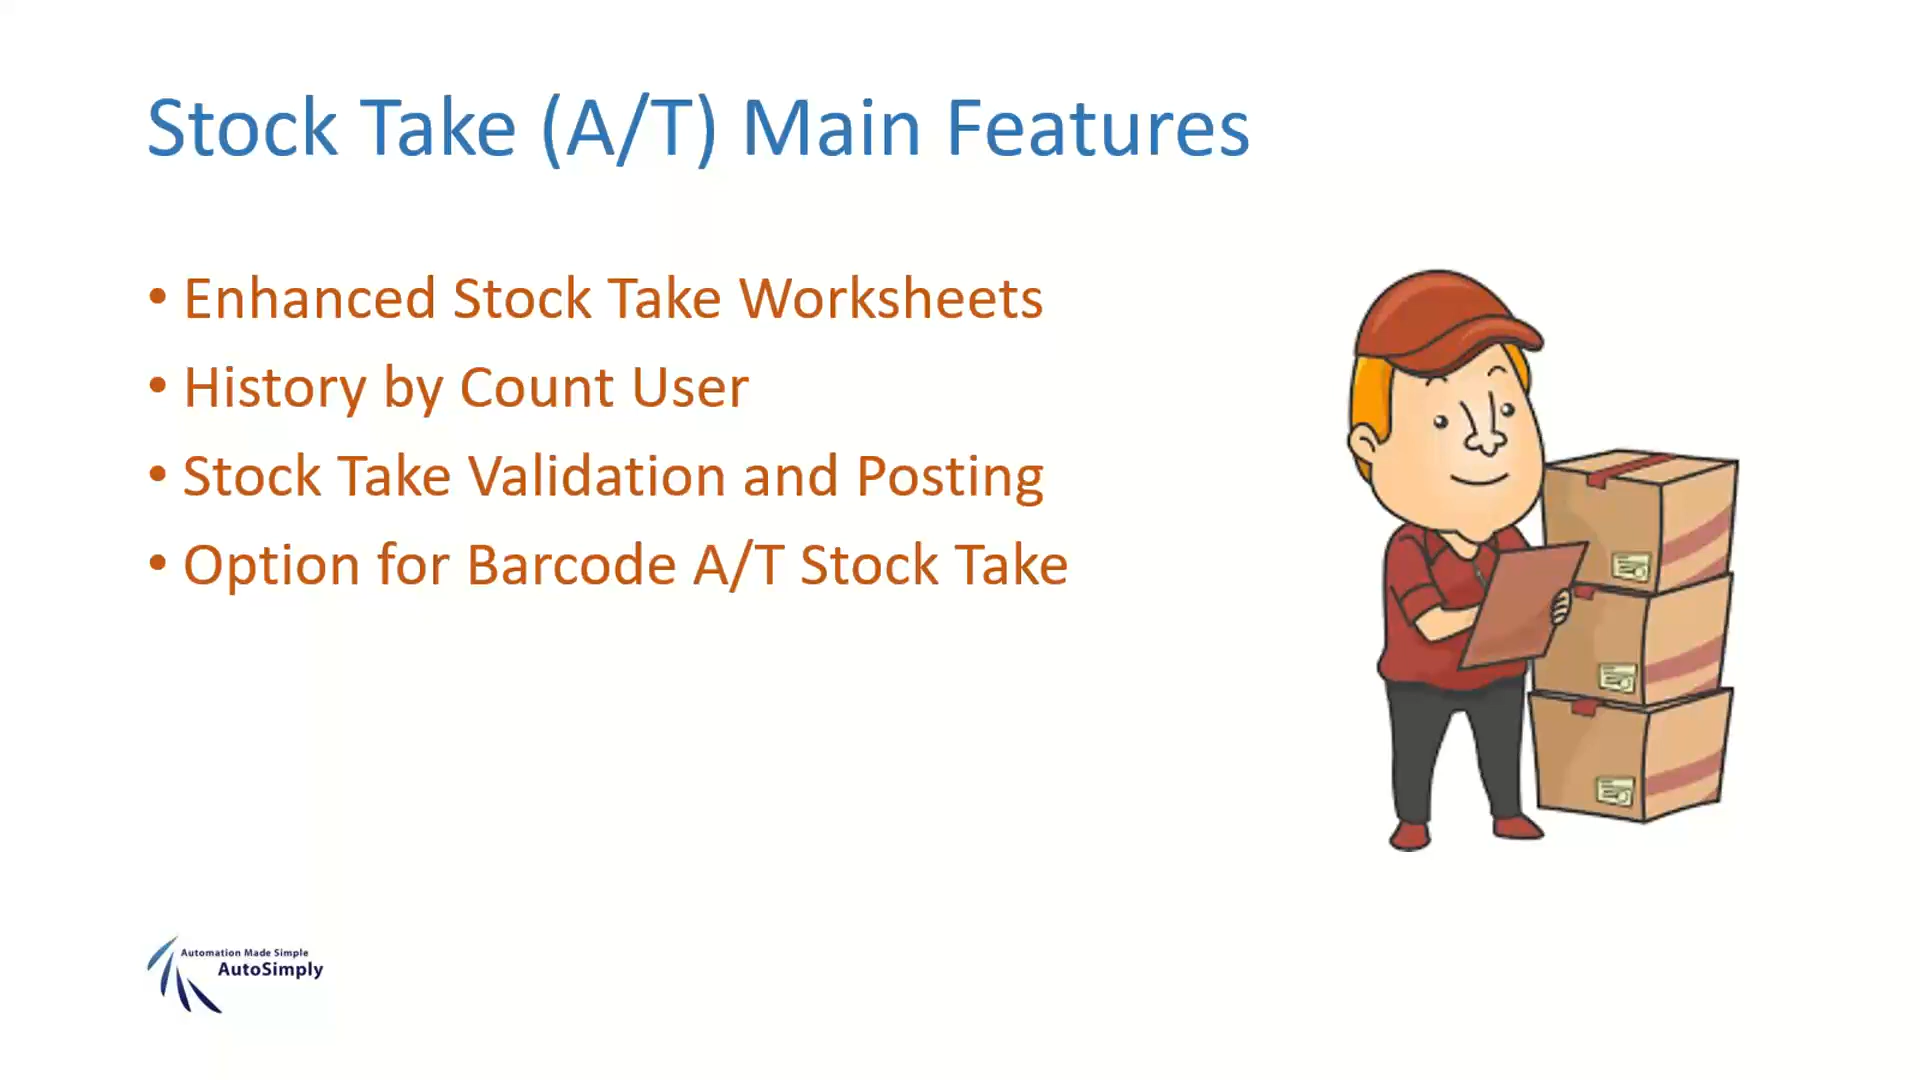 Stock Take (A/T) Main Features
• Enhanced Stock Take Worksheets
• History by Count User
• Stock Take Validation and Posting
• Option for Barcode A/T Stock Take
Automation Made Simple
AutoSimply